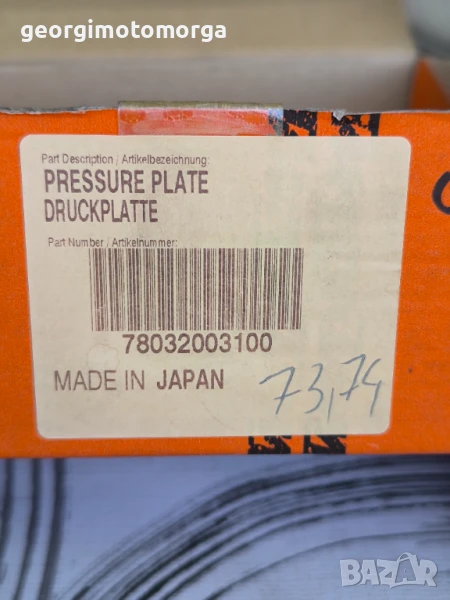 georgimotomorga
Part Description / Artikelbezeichnung:
PRESSURE PLATE
DRUCKPLATTE
Part Number / Artikelnummer:
78032003100
MADE IN JAPAN
73,74
BAZAR